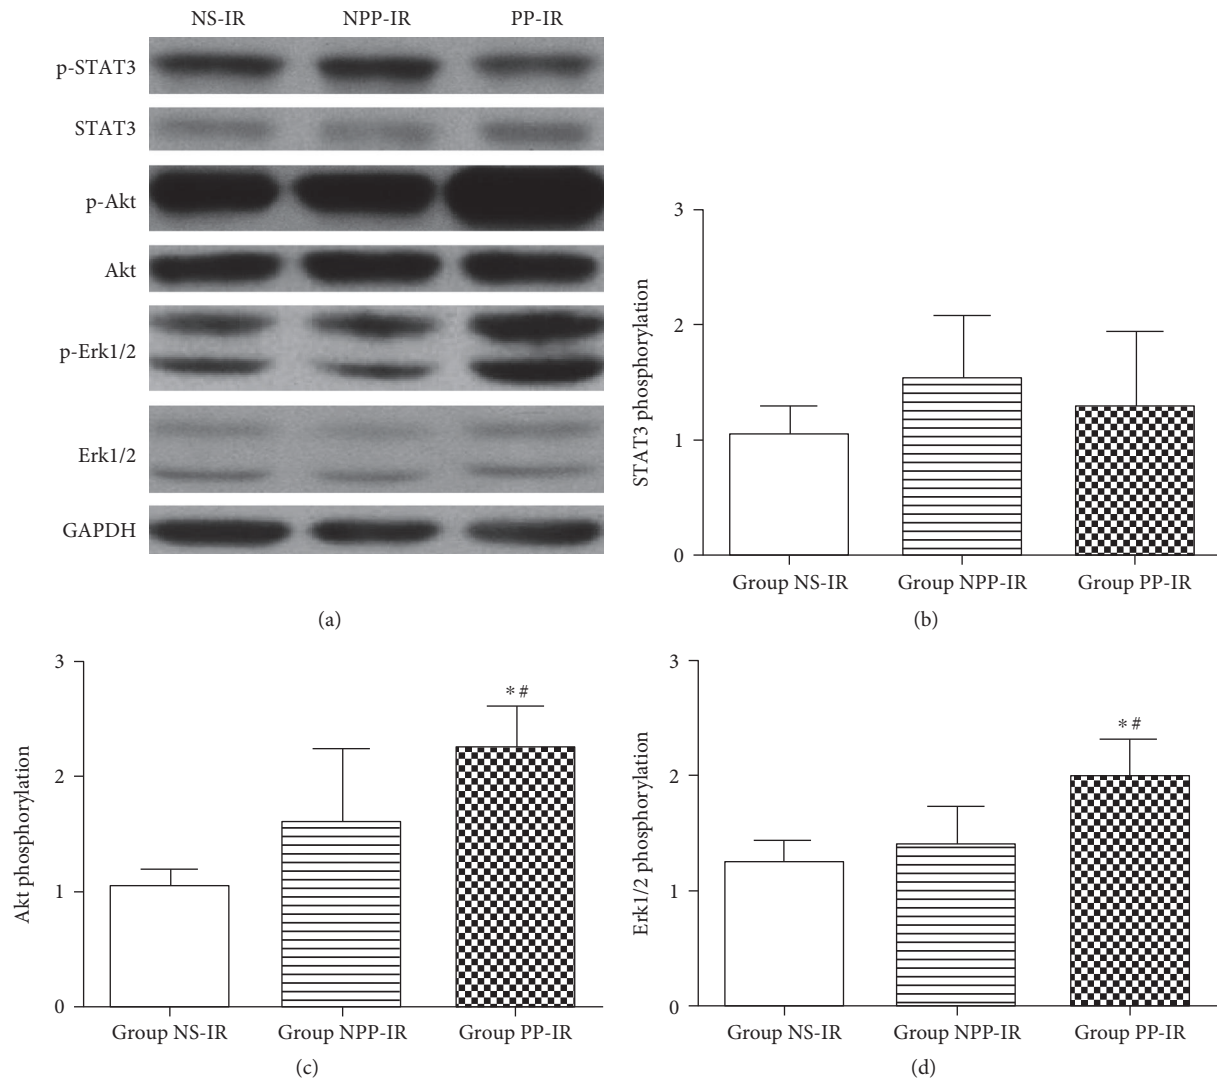 NS-IR NPP-IR PP-IR
p-STAT3
STAT3
p-Akt
Akt
p-Erk1/2
Erk1/2
GAPDH
(a)
3
2
1
0
STAT3 phosphorylation
Group NS-IR Group NPP-IR Group PP-IR
(b)
3
2
1
0
Akt phosphorylation
*#
Group NS-IR Group NPP-IR Group PP-IR
(c)
3
2
1
0
Erk1/2 phosphorylation
*#
Group NS-IR Group NPP-IR Group PP-IR
(d)